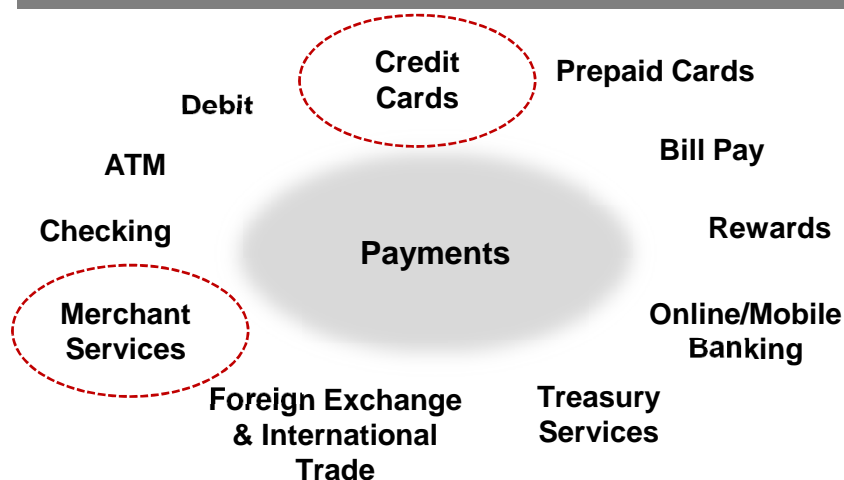 Credit
Cards
Prepaid Cards
Debit
Bill Pay
ATM
Rewards
Checking
Payments
Merchant
Services
Online/Mobile
Banking
Foreign Exchange
& International
Trade
Treasury
Services